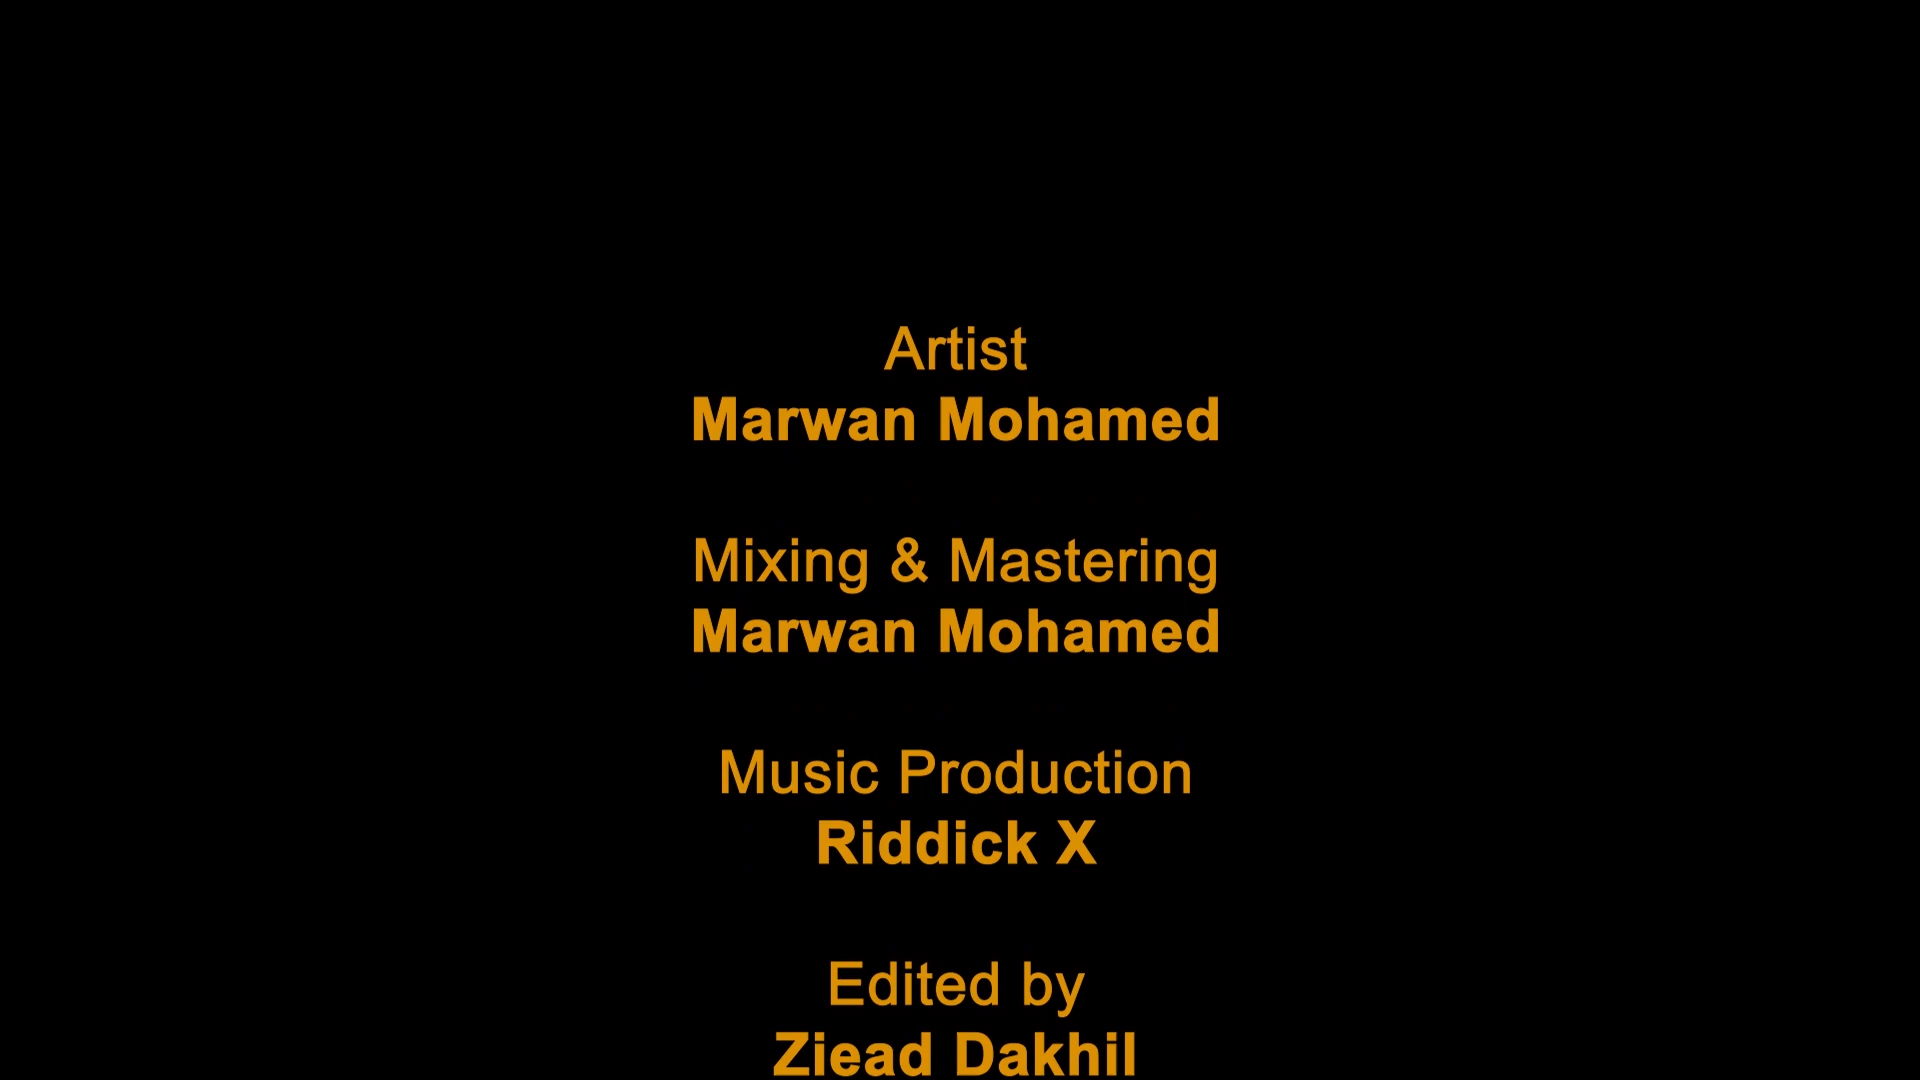 Artist
Marwan Mohamed
Mixing & Mastering
Marwan Mohamed
Music Production
Riddick X
Edited by
Ziead Dakhil